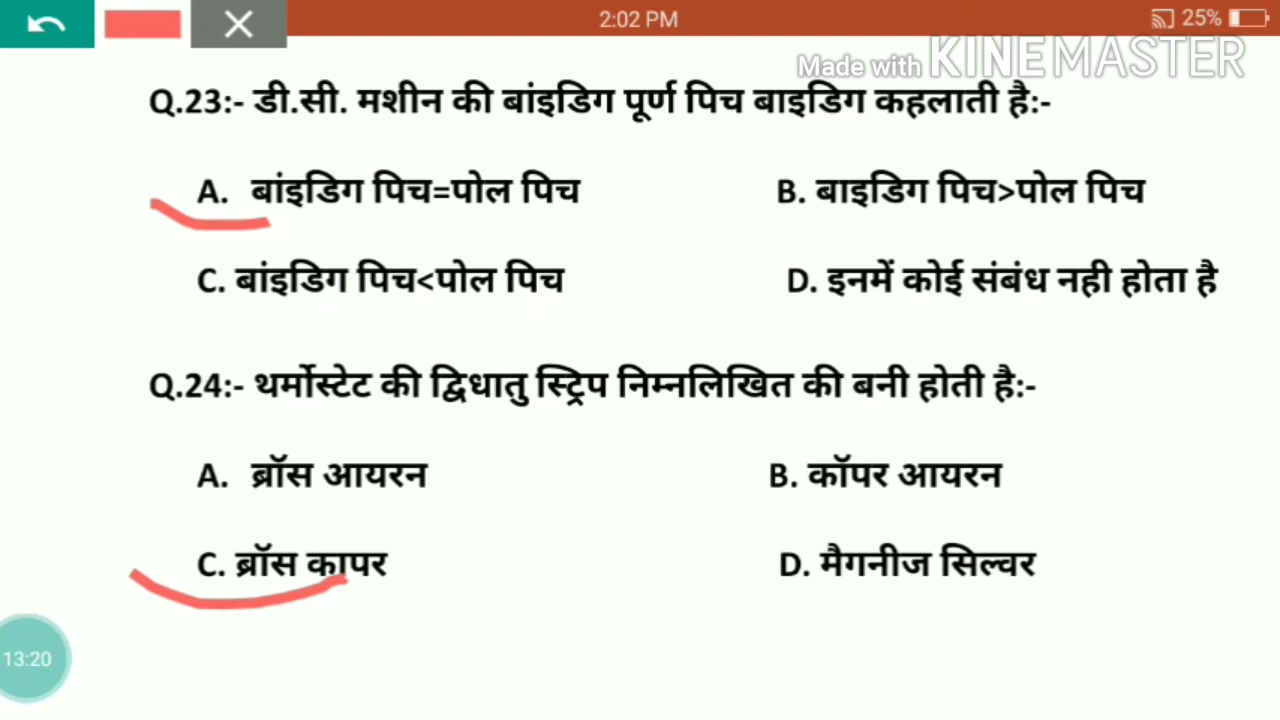 2:02 PM
25%
Made with KINEMASTER
Q.23:- डी.सी. मशीन की बांइडिग पूर्ण पिच बाइडिग कहलाती है:-
A. बांइडिग पिच=पोल पिच
B. बाइडिग पिच>पोल पिच
C. बांइडिग पिच<पोल पिच
D. इनमें कोई संबंध नही होता है
Q.24:- थर्मोस्टेट की द्विधातु स्ट्रिप निम्नलिखित की बनी होती है:-
A. ब्रॉस आयरन
B. कॉपर आयरन
C. ब्रॉस कापर
D. मैगनीज सिल्वर
13:20